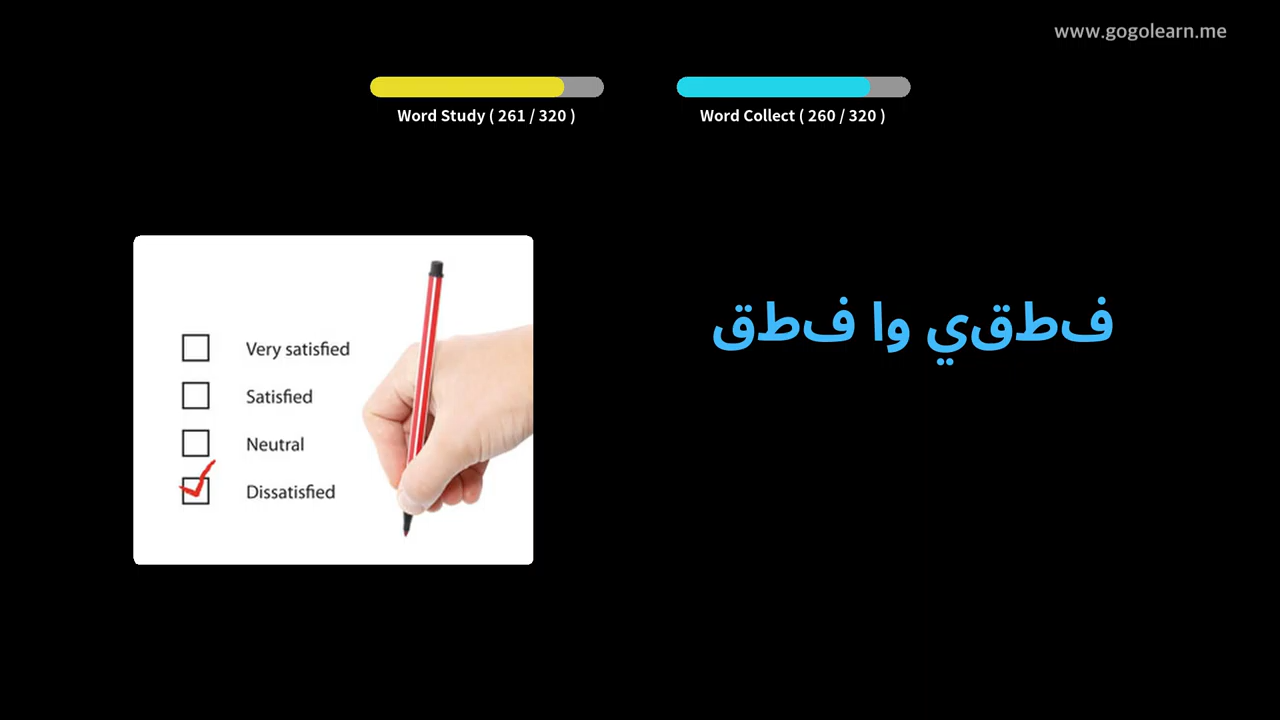 www.gogolearn.me
Word Study ( 261 / 320 )
Word Collect ( 260 / 320 )
فطقي وا فطق
Very satisfied
Satisfied
Neutral
Dissatisfied